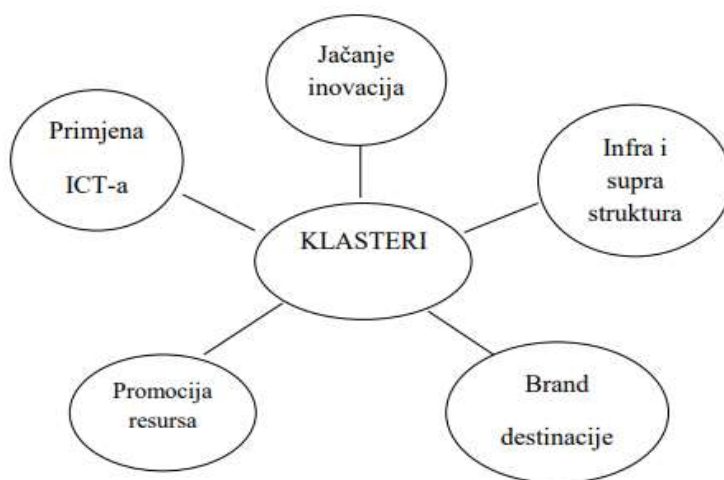 Jačanje
inovacija
Primjena
ICT-a
Infra i
supra
struktura
KLASTERI
Promocija
resursa
Brand
destinacije